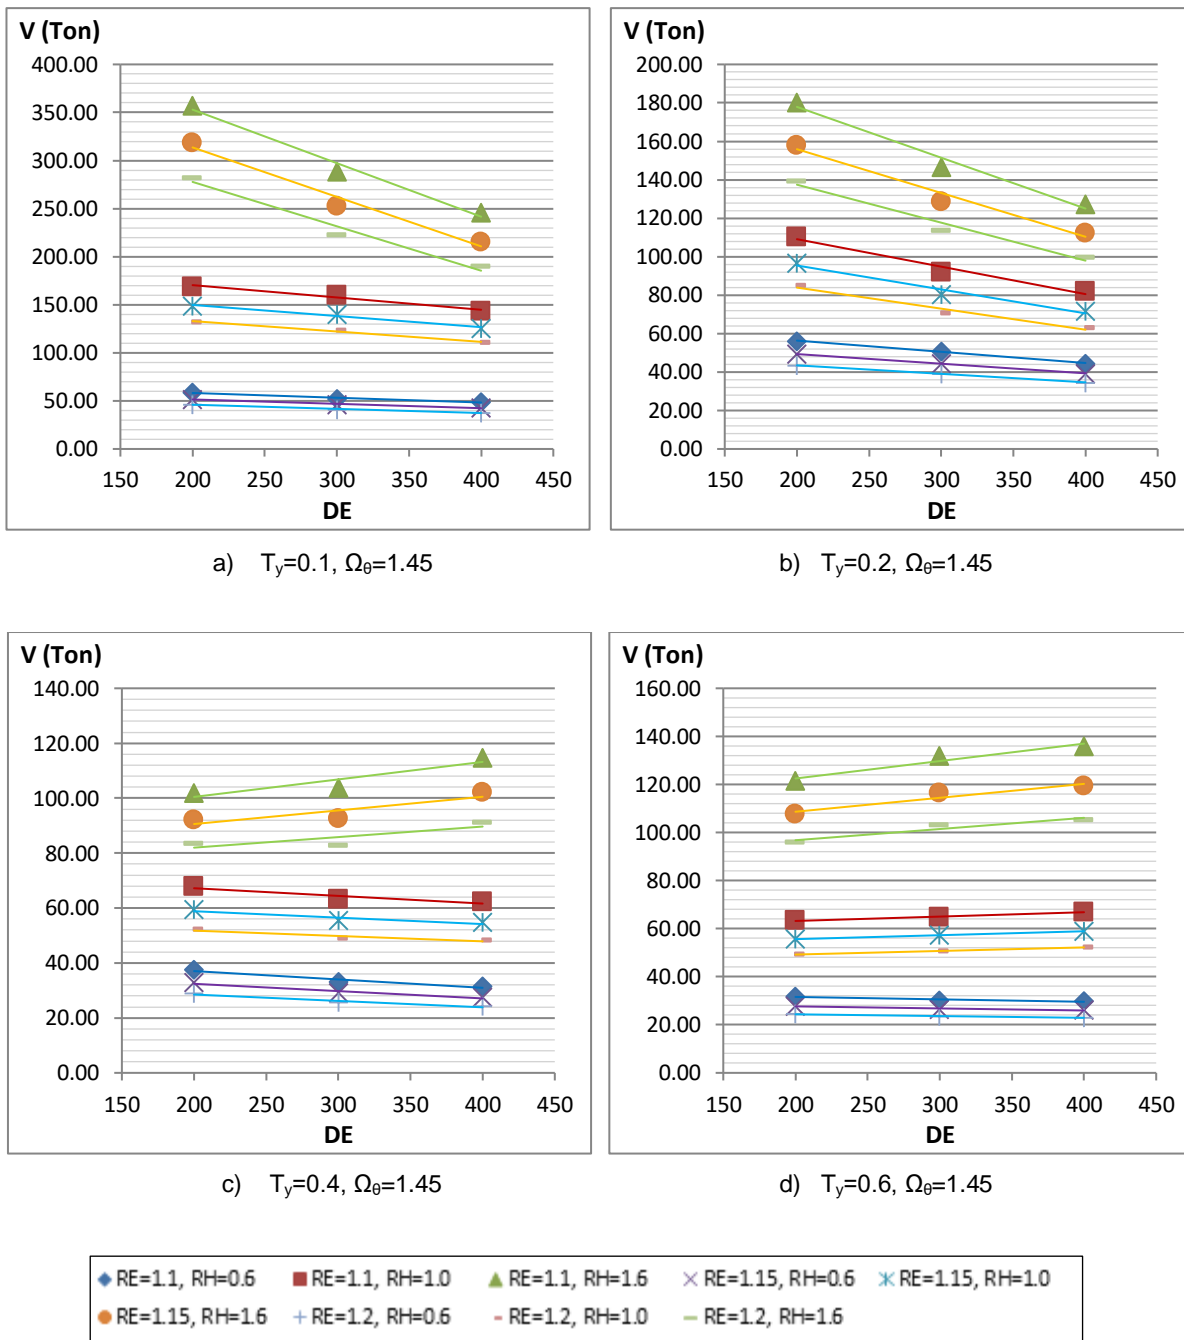 V (Ton)
400.00
350.00
300.00
250.00
200.00
150.00
100.00
50.00
0.00
150 200 250 300 350 400 450
DE
a) Ty=0.1, Ωθ=1.45
V (Ton)
200.00
180.00
160.00
140.00
120.00
100.00
80.00
60.00
40.00
20.00
0.00
150 200 250 300 350 400 450
DE
b) Ty=0.2, Ωθ=1.45
V (Ton)
140.00
120.00
100.00
80.00
60.00
40.00
20.00
0.00
150 200 250 300 350 400 450
DE
c) Ty=0.4, Ωθ=1.45
V (Ton)
160.00
140.00
120.00
100.00
80.00
60.00
40.00
20.00
0.00
150 200 250 300 350 400 450
DE
d) Ty=0.6, Ωθ=1.45
RE=1.1, RH=0.6 RE=1.1, RH=1.0 RE=1.1, RH=1.6 RE=1.15, RH=0.6 RE=1.15, RH=1.0
RE=1.15, RH=1.6 RE=1.2, RH=0.6 RE=1.2, RH=1.0 RE=1.2, RH=1.6